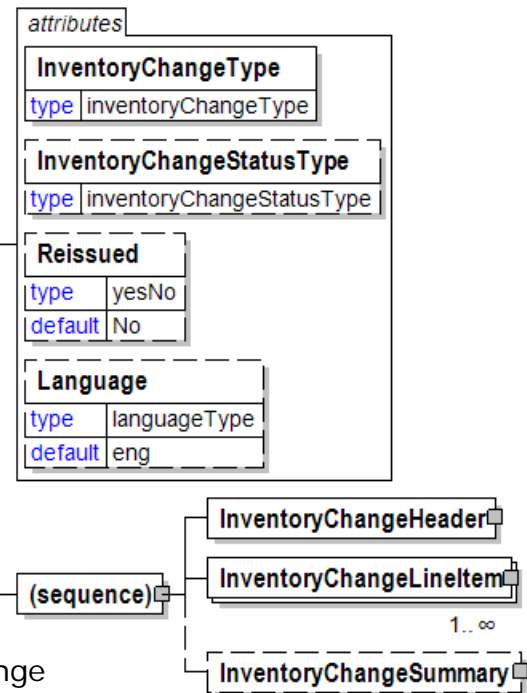 attributes
InventoryChangeType
type inventoryChangeType
InventoryChangeStatusType
type inventoryChangeStatusType
Reissued
type yesNo
default No
Language
type languageType
default eng
InventoryChangeHeader
(sequence)
InventoryChangeLineItem
1.. ∞
InventoryChangeSummary